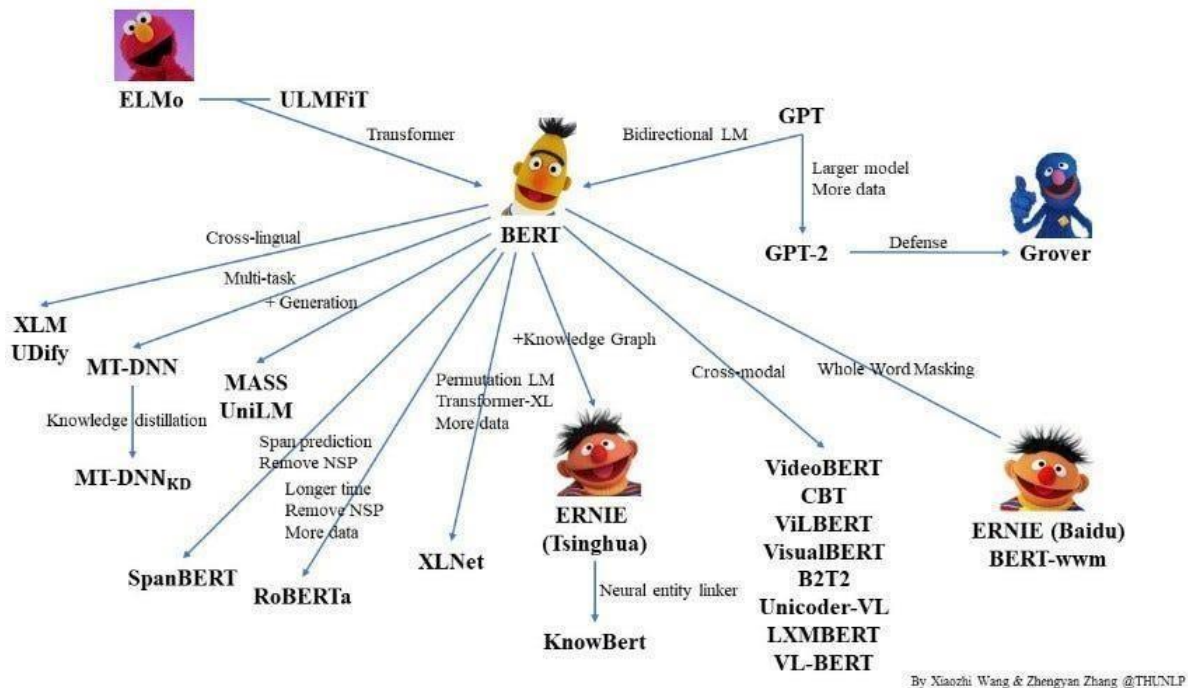 ELMo
ULMFiT
GPT
Transformer
Bidirectional LM
Larger model
More data
BERT
GPT-2
Defense
Grover
Cross-lingual
Multi-task
+ Generation
XLM
UDify
MT-DNN
MASS
UniLM
+Knowledge Graph
Cross-modal
Whole Word Masking
Permutation LM
Transformer-XL
More data
Knowledge distillation
MT-DNNKD
Span prediction
Remove NSP
Longer time
Remove NSP
More data
SpanBERT
RoBERTa
XLNet
ERNIE
(Tsinghua)
Neural entity linker
KnowBert
VideoBERT
CBT
ViLBERT
VisualBERT
B2T2
Unicoder-VL
LXMBERT
VL-BERT
ERNIE (Baidu)
BERT-wwm
By Xiaozhi Wang & Zhengyan Zhang @THUNLP